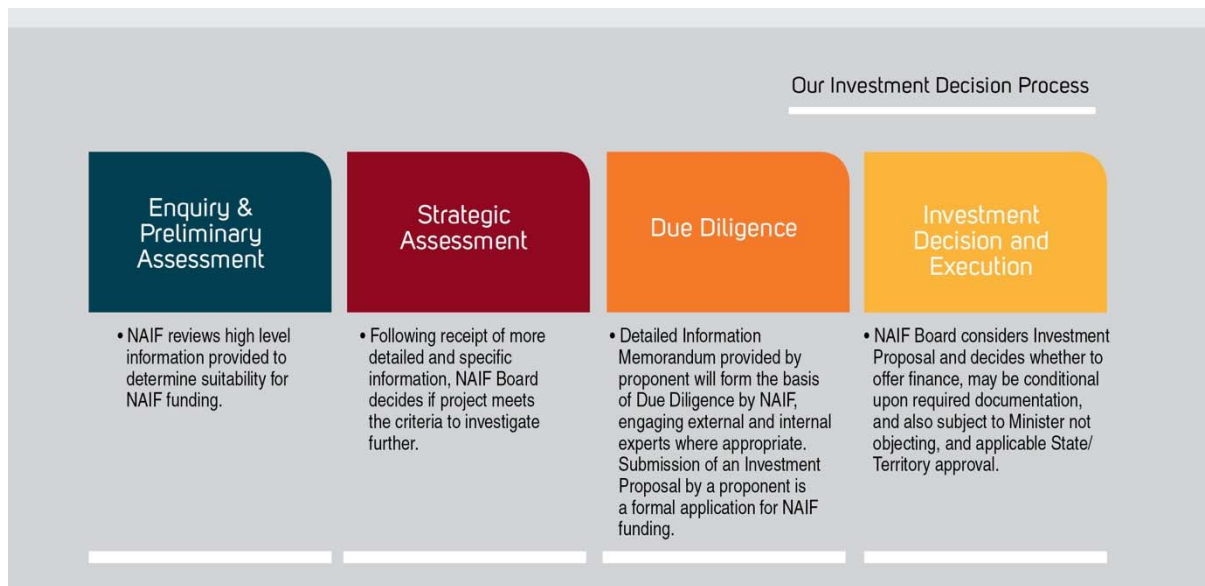 Our Investment Decision Process
Enquiry &
Preliminary
Assessment
• NAIF reviews high level
information provided to
determine suitability for
NAIF funding.
Strategic
Assessment
• Following receipt of more
detailed and specific
information, NAIF Board
decides if project meets
the criteria to investigate
further.
Due Diligence
• Detailed Information
Memorandum provided by
proponent will form the basis
of Due Diligence by NAIF,
engaging external and internal
experts where appropriate.
Submission of an Investment
Proposal by a proponent is
a formal application for NAIF
funding.
Investment
Decision and
Execution
• NAIF Board considers Investment
Proposal and decides whether to
offer finance, may be conditional
upon required documentation,
and also subject to Minister not
objecting, and applicable State/
Territory approval.